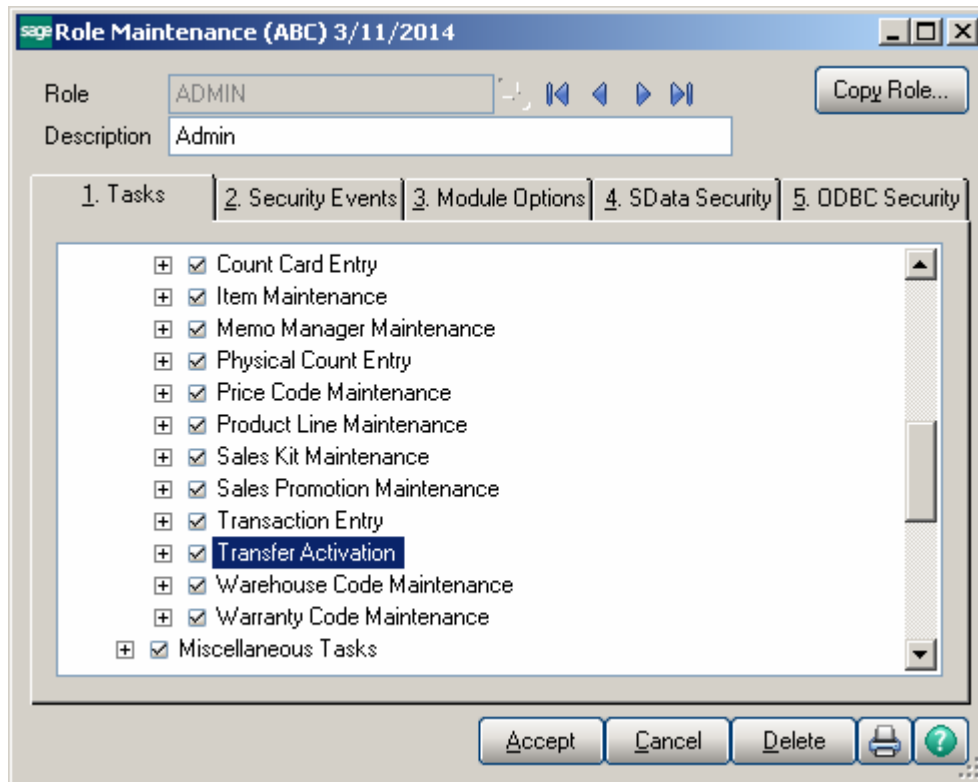 sage Role Maintenance (ABC) 3/11/2014
Role ADMIN Copy Role...
Description Admin
1. Tasks 2. Security Events 3. Module Options 4. SData Security 5. ODBC Security
Count Card Entry
Item Maintenance
Memo Manager Maintenance
Physical Count Entry
Price Code Maintenance
Product Line Maintenance
Sales Kit Maintenance
Sales Promotion Maintenance
Transaction Entry
Transfer Activation
Warehouse Code Maintenance
Warranty Code Maintenance
Miscellaneous Tasks
Accept Cancel Delete ?